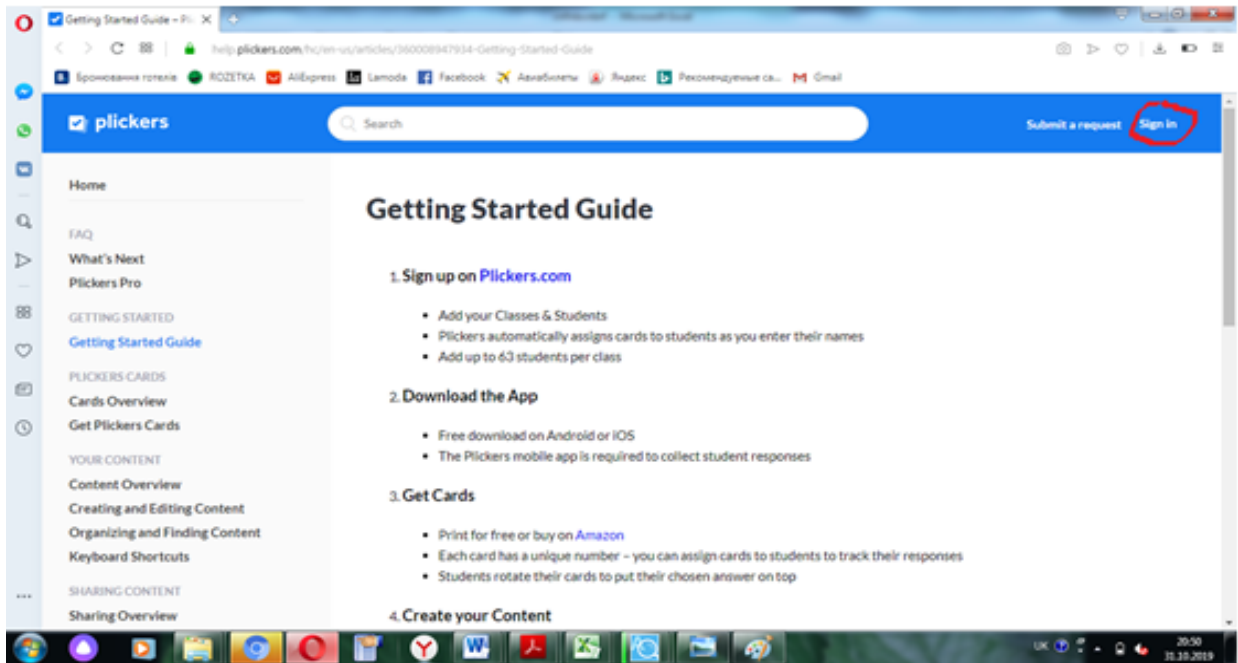 Getting Started Guide – Pli
help.plickers.com/hc/en-us/articles/360008947934-Getting-Started-Guide
Бронювання готелів ROZETKA AliExpress Lamoda Facebook Авиабилеты Яндекс Рекомендуемые са... Gmail
plickers
Search
Submit a request
Sign in
Home
FAQ
What's Next
Plickers Pro
GETTING STARTED
Getting Started Guide
PLICKERS CARDS
Cards Overview
Get Plickers Cards
YOUR CONTENT
Content Overview
Creating and Editing Content
Organizing and Finding Content
Keyboard Shortcuts
SHARING CONTENT
Sharing Overview
Getting Started Guide
1. Sign up on Plickers.com
• Add your Classes & Students
• Plickers automatically assigns cards to students as you enter their names
• Add up to 63 students per class
2. Download the App
• Free download on Android or iOS
• The Plickers mobile app is required to collect student responses
3. Get Cards
• Print for free or buy on Amazon
• Each card has a unique number – you can assign cards to students to track their responses
• Students rotate their cards to put their chosen answer on top
4. Create your Content
UK
20:50
31.10.2019